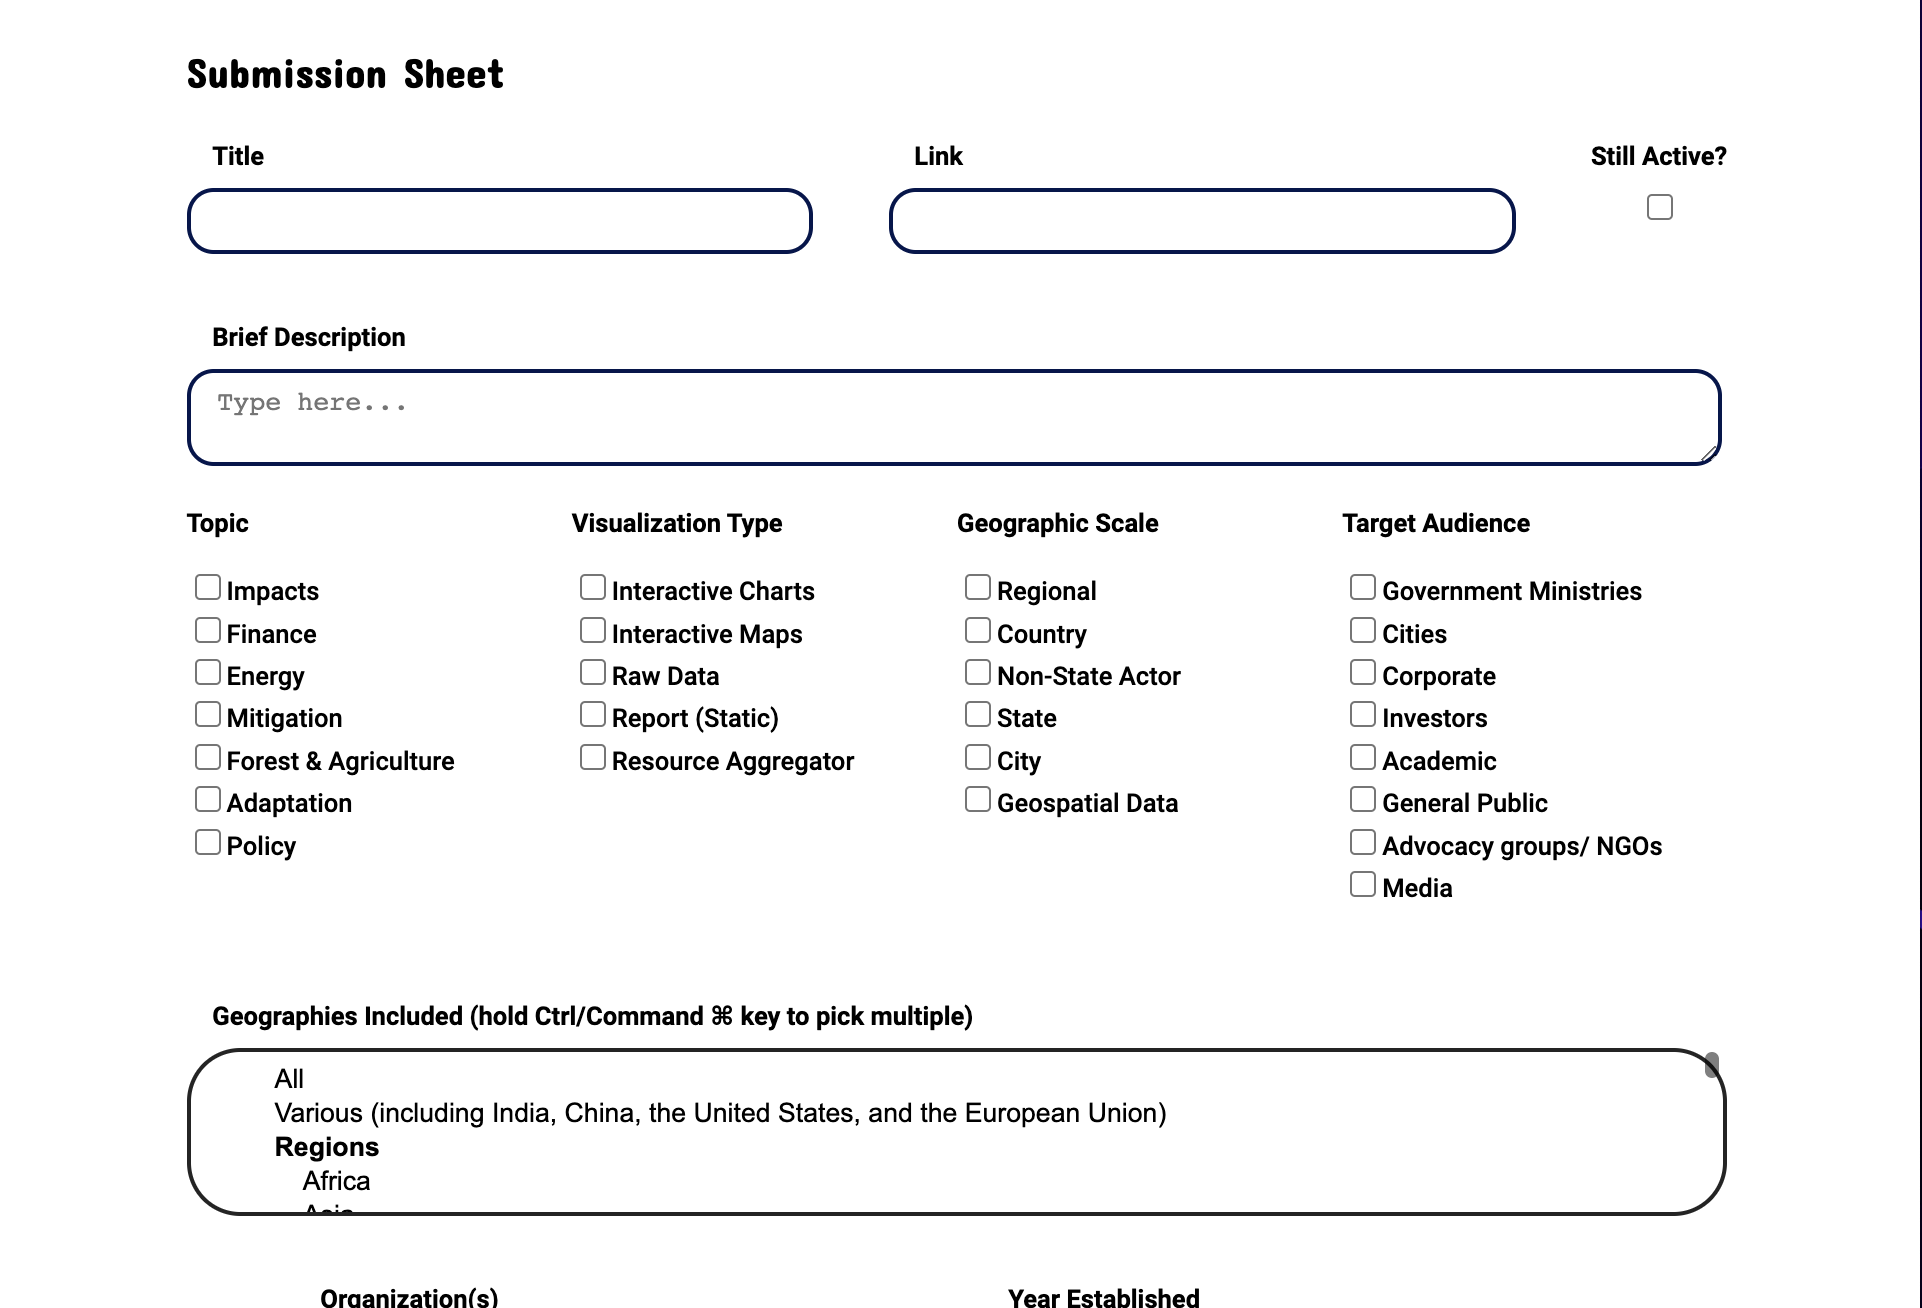 Submission Sheet
Title
Link
Still Active?
Brief Description
Type here...
Topic
Impacts
Finance
Energy
Mitigation
Forest & Agriculture
Adaptation
Policy
Visualization Type
Interactive Charts
Interactive Maps
Raw Data
Report (Static)
Resource Aggregator
Geographic Scale
Regional
Country
Non-State Actor
State
City
Geospatial Data
Target Audience
Government Ministries
Cities
Corporate
Investors
Academic
General Public
Advocacy groups/ NGOs
Media
Geographies Included (hold Ctrl/Command ⌘ key to pick multiple)
All
Various (including India, China, the United States, and the European Union)
Regions
Africa
Asia
Organization(s)
Year Established